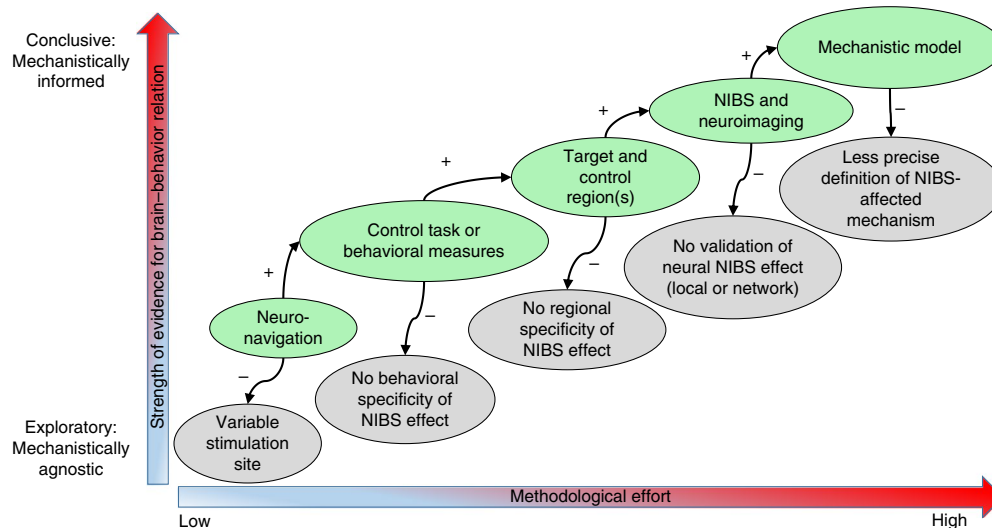 Conclusive:
Mechanistically
informed
Strength of evidence for brain–behavior relation
Exploratory:
Mechanistically
agnostic
Mechanistic model
+
–
NIBS and
neuroimaging
Less precise
definition of NIBS-
affected mechanism
+
–
Target and
control
region(s)
No validation of
neural NIBS effect
(local or network)
+
–
Control task or
behavioral measures
No regional
specificity of
NIBS effect
+
–
Neuro-
navigation
No behavioral
specificity of
NIBS effect
–
Variable
stimulation
site
Methodological effort
Low
High